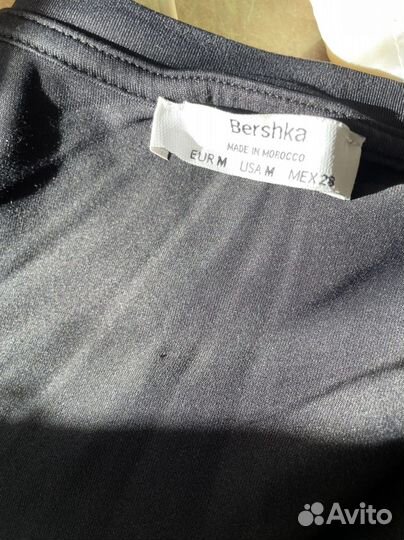 Bershka
MADE IN MOROCCO
EUR M USA M MEX 28
Avito